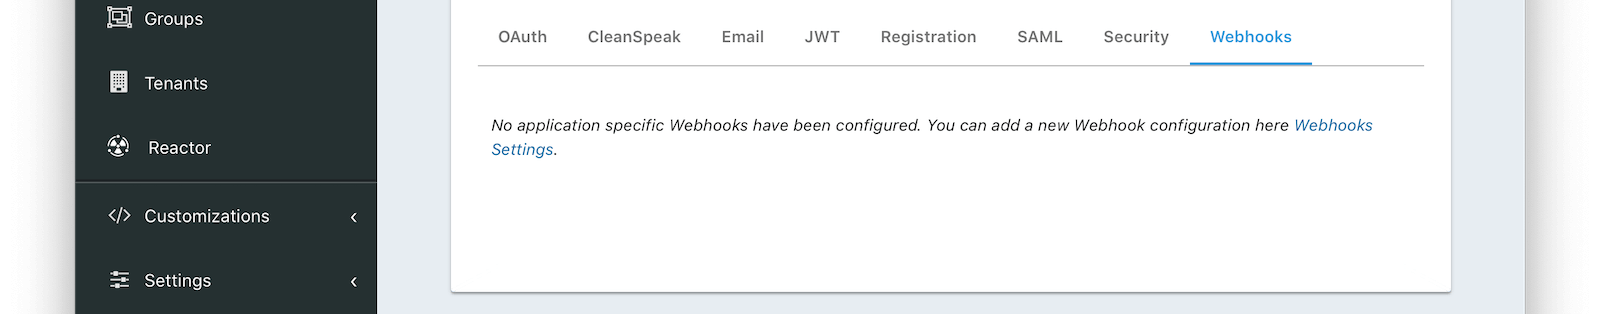 Groups
Tenants
Reactor
Customizations
Settings
OAuth CleanSpeak Email JWT Registration SAML Security Webhooks
No application specific Webhooks have been configured. You can add a new Webhook configuration here Webhooks
Settings.